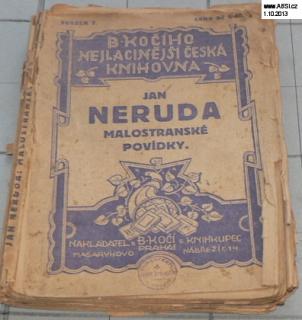 www.ABSI.cz
1.10.2013
B. KOČÍHO
NEJLACINĚJŠÍ ČESKÁ
KNIHOVNA
JAN
NERUDA
MALOSTRANSKÉ
POVÍDKY.
NAKLADATEL B. KOČÍ KNIHKUPEC
MASARYKOVO PRAHA I NÁBŘEŽÍ Č. 14
JAN NERUDA: MALOSTRANSKÉ